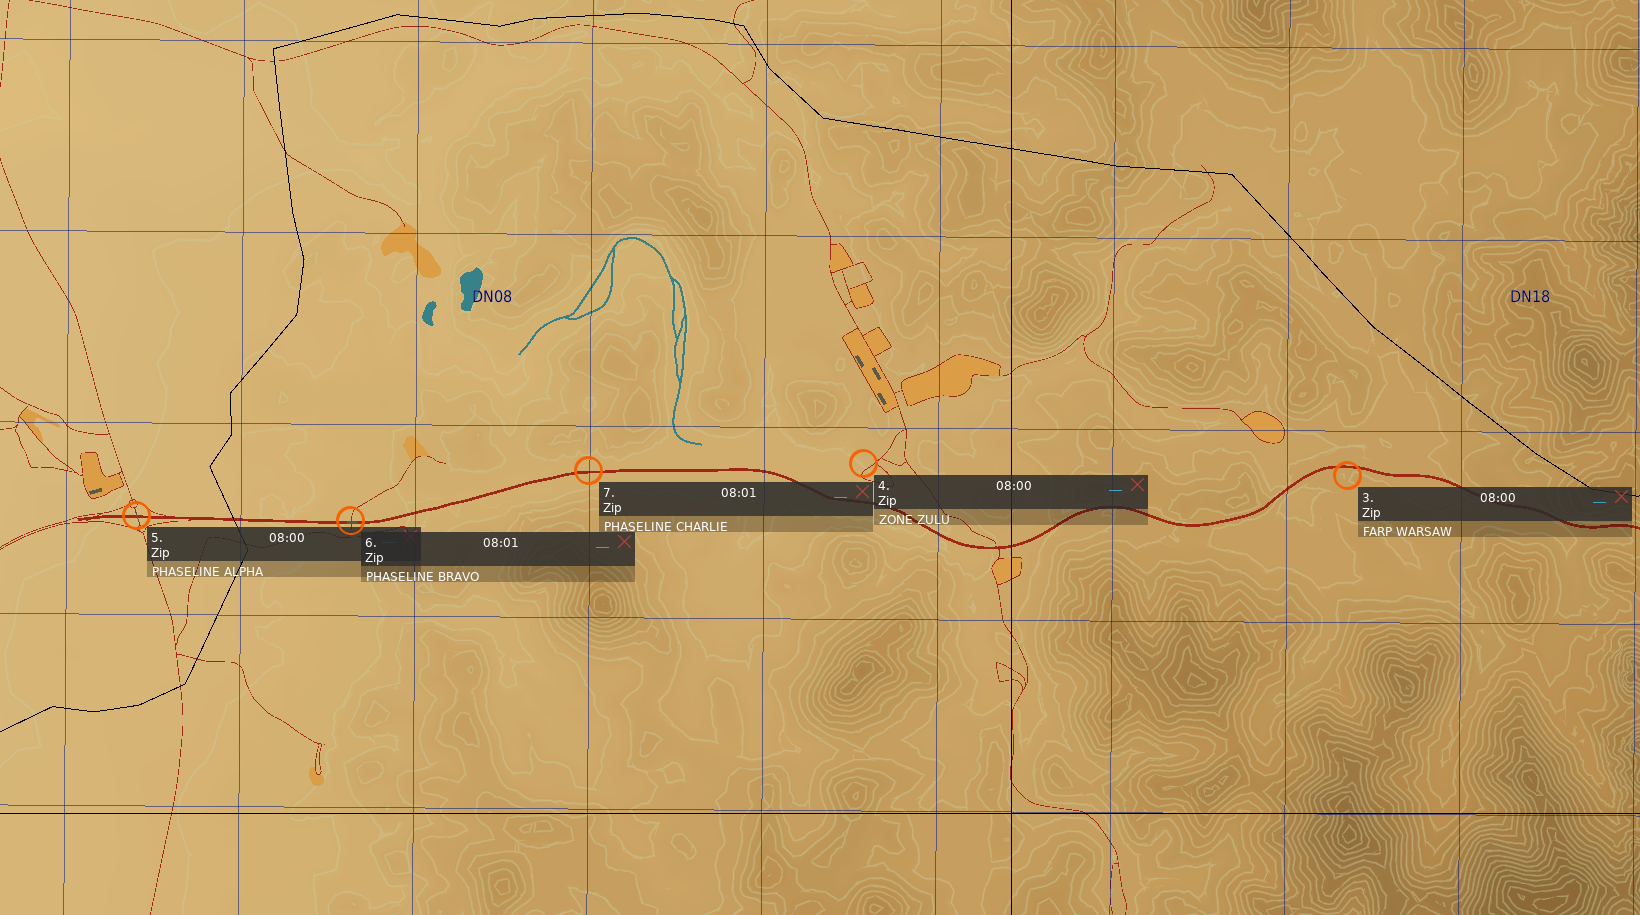 DN08
DN18
4.
08:00
Zip
ZONE ZULU
7.
08:01
Zip
PHASELINE CHARLIE
3.
08:00
Zip
FARP WARSAW
5.
08:00
Zip
PHASELINE ALPHA
6.
08:01
Zip
PHASELINE BRAVO